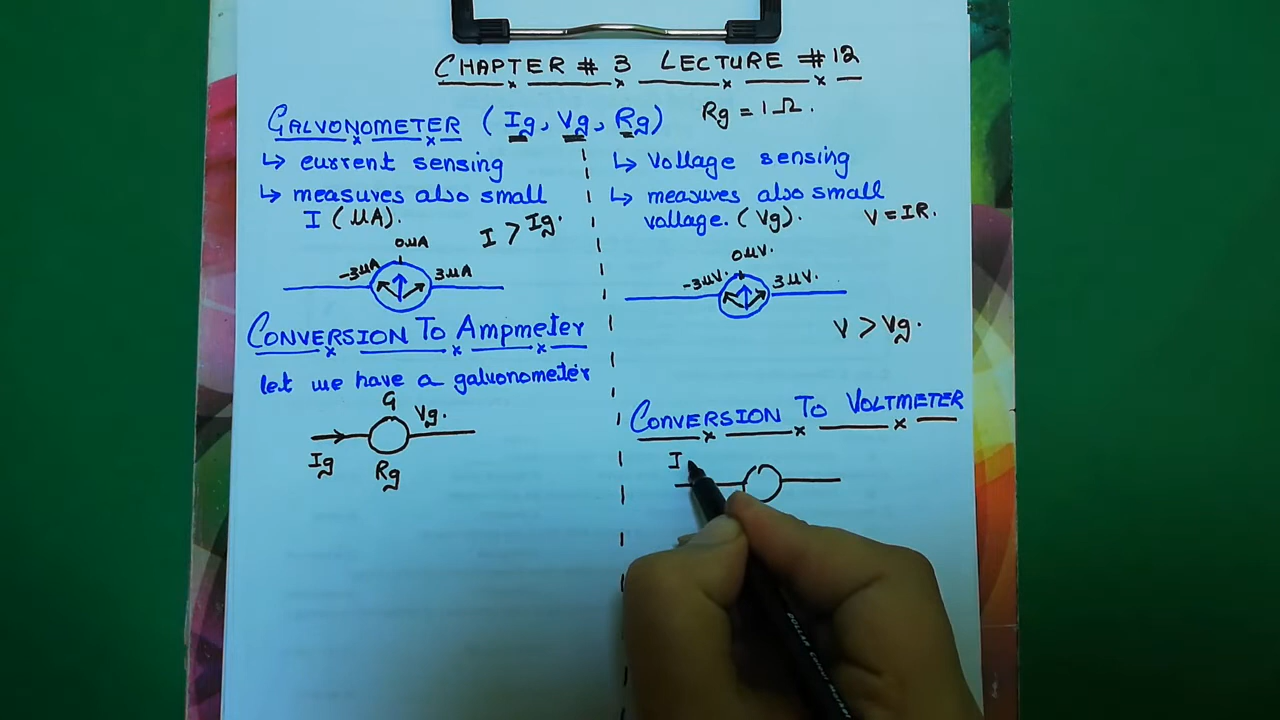 CHAPTER # 3 LECTURE # 12
GALVONOMETER ( Ig, Vg, Rg)
Rg = 1 Ω.
↳ current sensing
↳ measures also small
I (μA).
I > Ig.
0μA
-3μA
3μA
CONVERSION TO Ampmeter
let we have a galvonometer
G
Vg.
Ig
Rg
↳ Vollage sensing
↳ measures also small
vollage. (Vg).
V = IR.
0μV.
-3μV.
3μV.
V > Vg.
CONVERSION TO VOLTMETER
I